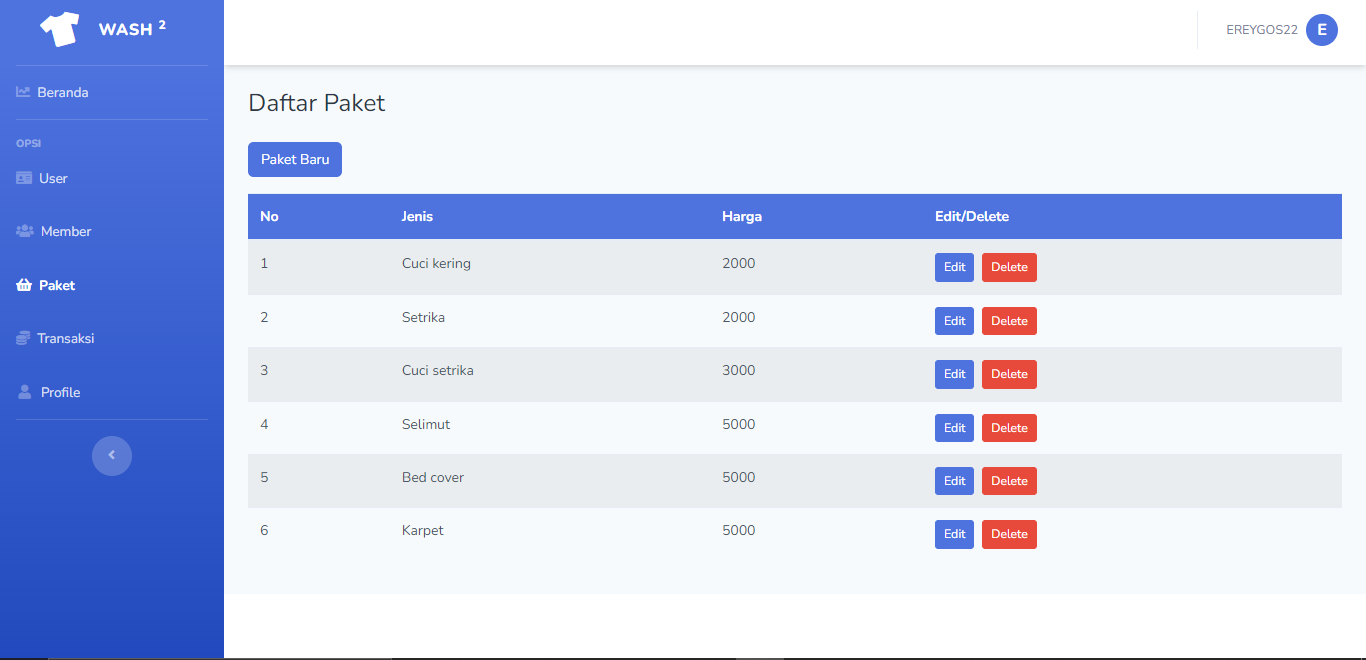 WASH 2
EREYGOS22 E
Beranda
OPSI
User
Member
Paket
Transaksi
Profile
Daftar Paket
Paket Baru
No Jenis Harga Edit/Delete
1 Cuci kering 2000 Edit Delete
2 Setrika 2000 Edit Delete
3 Cuci setrika 3000 Edit Delete
4 Selimut 5000 Edit Delete
5 Bed cover 5000 Edit Delete
6 Karpet 5000 Edit Delete